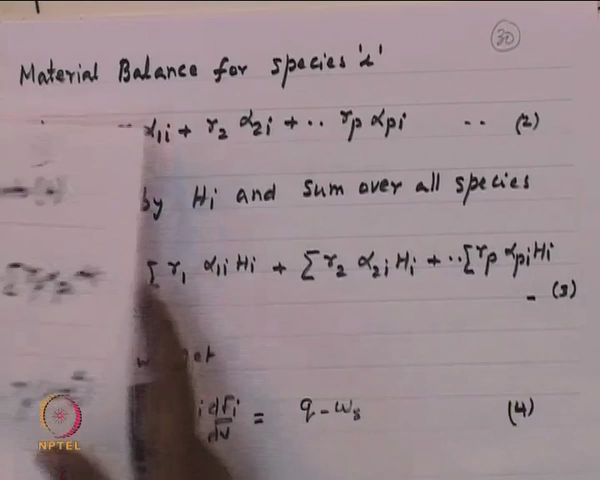 30
Material Balance for species 'i'
α1i + r2 α2i + ·· rp αpi -- (2)
by Hi and sum over all species
Σ r1 α1i Hi + Σ r2 α2i Hi + ·· Σ rp αpi Hi
- (3)
get
i dFi/dV = q - ws (4)
NPTEL